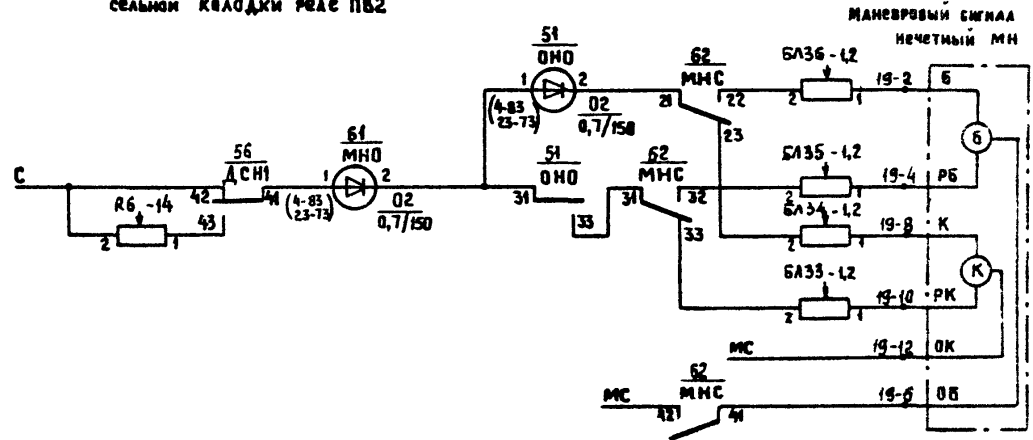 сельной колодки реле ПВ2
Маневровый сигнал
нечетный МН
51
ОНО
1 2
(4-83
23-73)
02
0,7/150
62
МНС
21 22
23
БЛ36-1,2
2 1
19-2 Б
Б
56
ДСН1
С
42 41
43
R6-14
2 1
61
МНО
1 2
(4-83
23-73)
02
0,7/150
51
ОНО
31
33
62
МНС
31 32
33
БЛ35-1,2
2 1
19-4 РБ
БЛ34-1,2
2 1
19-8 К
К
БЛ33-1,2
2 1
19-10 РК
МС 19-12 ОК
62
МНС
МС 42 41
19-6 ОБ